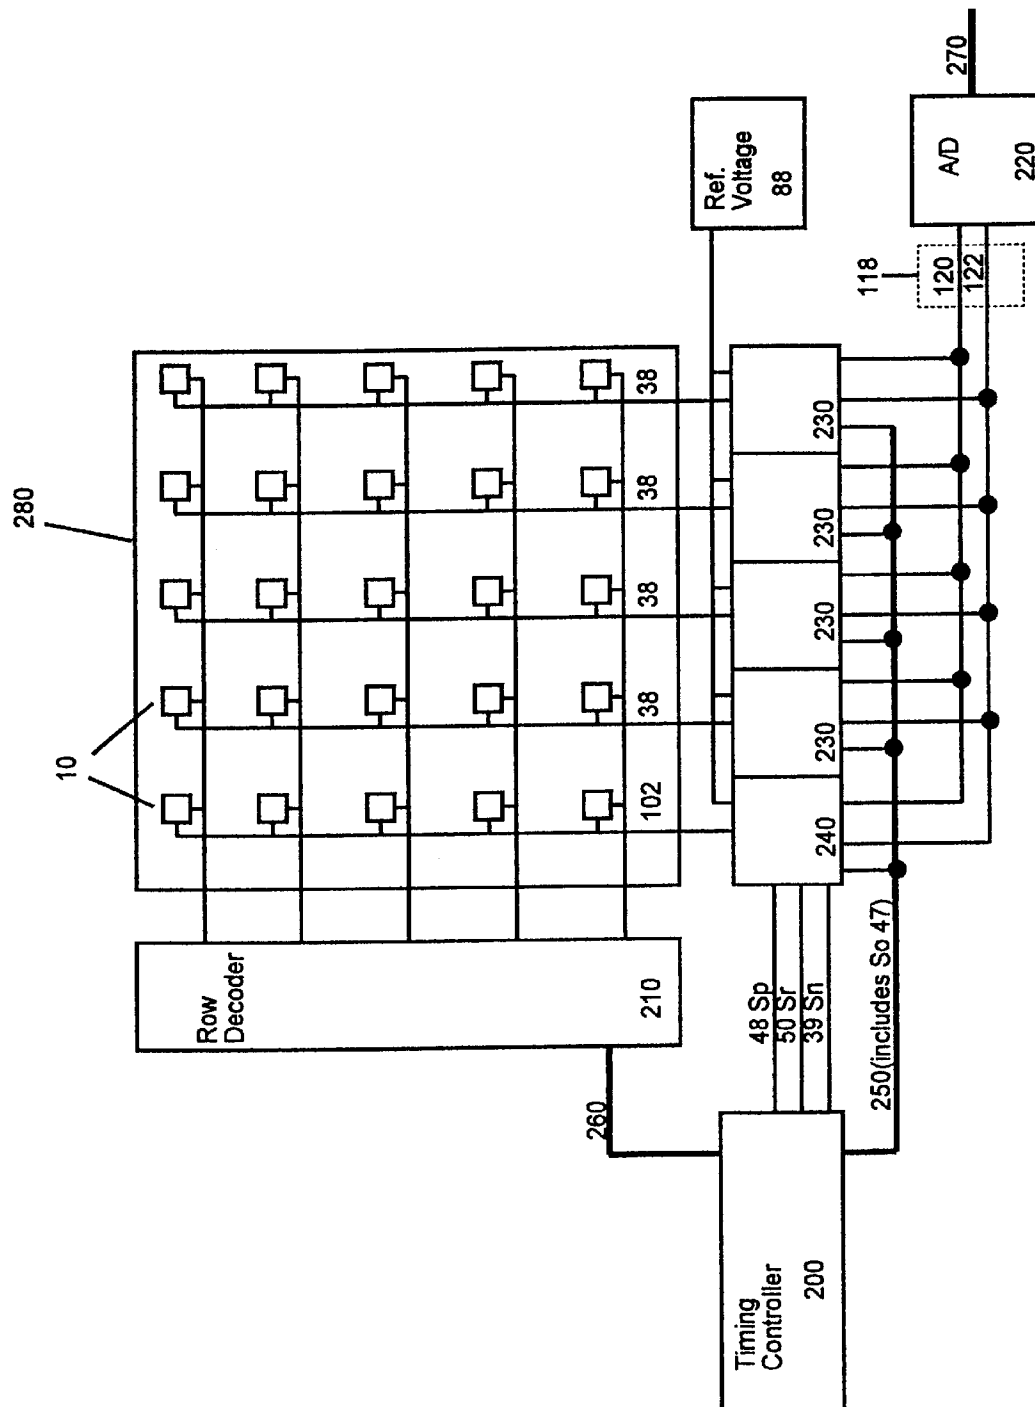 280
10
Row
Decoder
210
102
38
38
38
38
Ref.
Voltage
88
260
48 Sp
50 Sr
39 Sn
240
230
230
230
230
118
120
122
A/D
220
270
Timing
Controller
200
250(includes So 47)